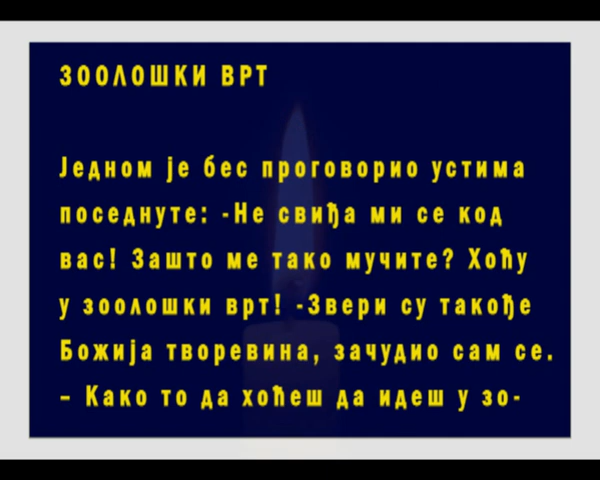 ЗООЛОШКИ ВРТ
Једном је бес проговорио устима
поседнуте: -Не свиђа ми се код
вас! Зашто ме тако мучите? Хоћу
у зоолошки врт! -Звери су такође
Божија творевина, зачудио сам се.
– Како то да хоћеш да идеш у зо-